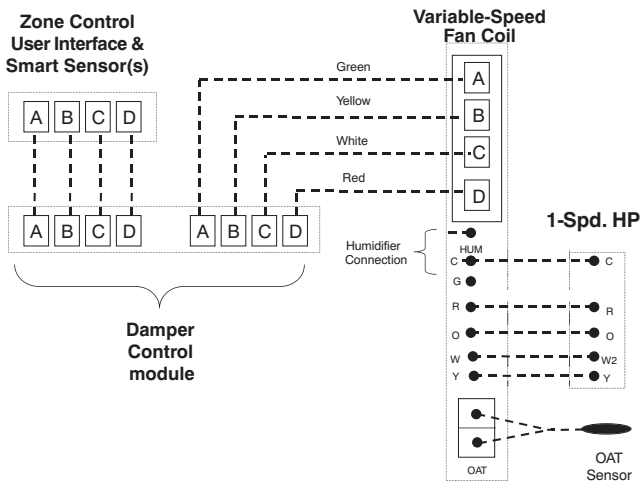 Zone Control
User Interface &
Smart Sensor(s)
Variable-Speed
Fan Coil
Green
A
Yellow
A B C D
B
White
C
Red
D
1-Spd. HP
A B C D
A B C D
Humidifier
Connection
HUM
C
C
G
R
R
O
O
W
W2
Y
Y
Damper
Control
module
OAT
OAT
Sensor